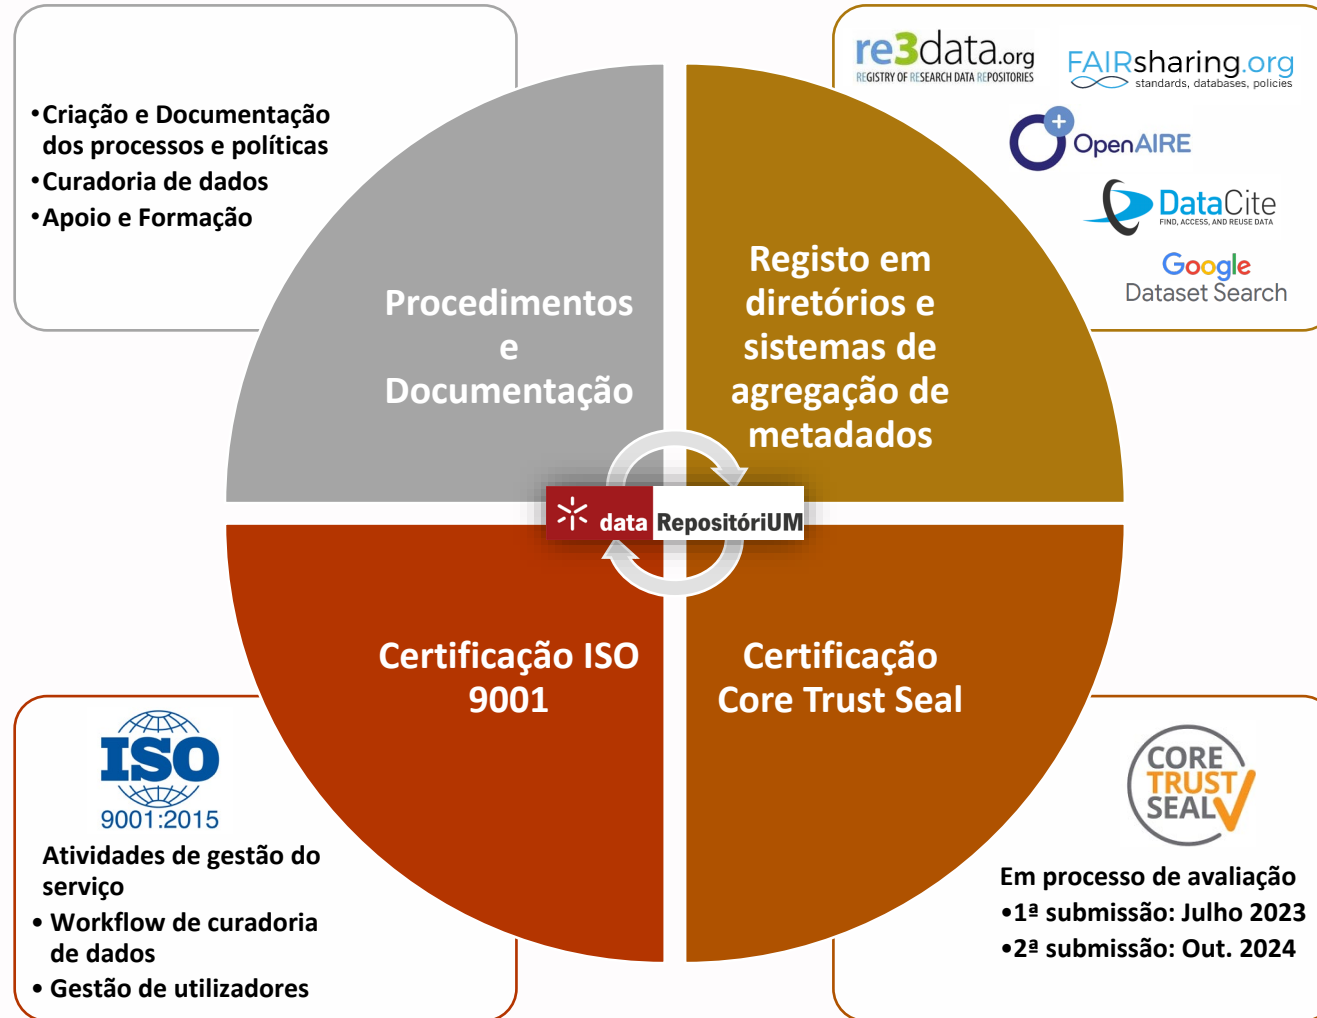 •Criação e Documentação
dos processos e políticas
•Curadoria de dados
•Apoio e Formação
re3data.org
REGISTRY OF RESEARCH DATA REPOSITORIES
FAIRsharing.org
standards, databases, policies
OpenAIRE
DataCite
FIND, ACCESS, AND REUSE DATA
Google
Dataset Search
Procedimentos
e
Documentação
Registo em
diretórios e
sistemas de
agregação de
metadados
data RepositóriUM
Certificação ISO
9001
Certificação
Core Trust Seal
ISO
9001:2015
Atividades de gestão do
serviço
• Workflow de curadoria
de dados
• Gestão de utilizadores
CORE
TRUST
SEAL
Em processo de avaliação
•1ª submissão: Julho 2023
•2ª submissão: Out. 2024